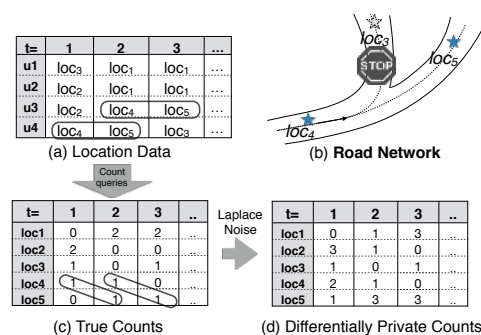 t= 1 2 3 ...
u1 loc3 loc1 loc1 ...
u2 loc2 loc1 loc1 ...
u3 loc2 loc4 loc5 ...
u4 loc4 loc5 loc3 ...
(a) Location Data
loc3
STOP
loc5
loc4
(b) Road Network
Count
queries
t= 1 2 3 ..
loc1 0 2 2 ..
loc2 2 0 0 ..
loc3 1 0 1 ..
loc4 1 1 0 ..
loc5 0 1 1 ..
(c) True Counts
Laplace
Noise
t= 1 2 3 ..
loc1 0 1 3 ..
loc2 3 1 0 ..
loc3 1 0 1 ..
loc4 2 1 0 ..
loc5 1 3 3 ..
(d) Differentially Private Counts